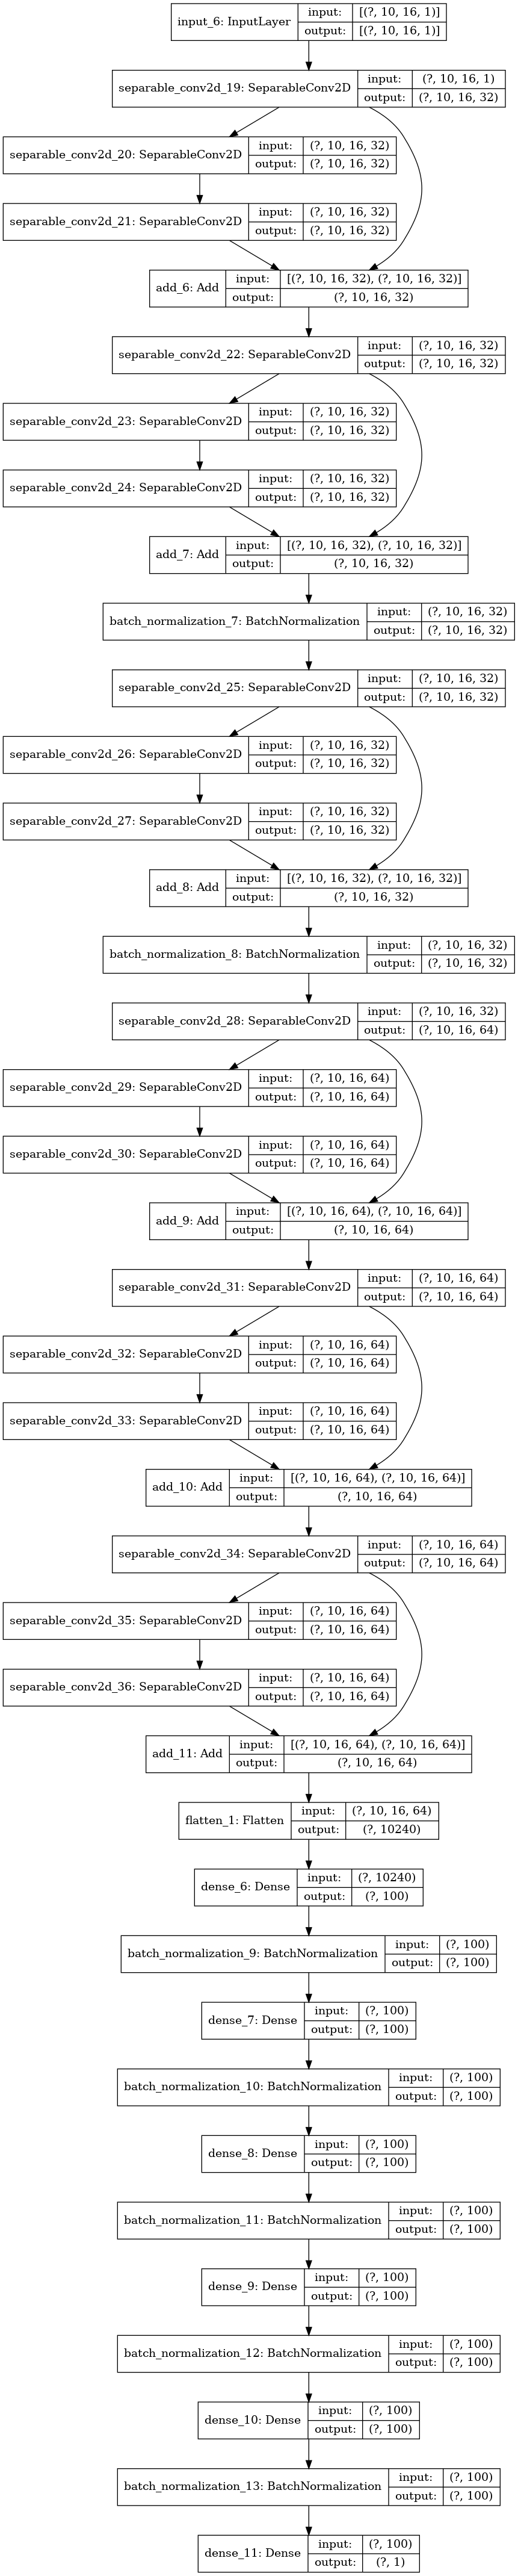 input_6: InputLayer
input: [(?, 10, 16, 1)]
output: [(?, 10, 16, 1)]
separable_conv2d_19: SeparableConv2D
input: (?, 10, 16, 1)
output: (?, 10, 16, 32)
separable_conv2d_20: SeparableConv2D
input: (?, 10, 16, 32)
output: (?, 10, 16, 32)
separable_conv2d_21: SeparableConv2D
input: (?, 10, 16, 32)
output: (?, 10, 16, 32)
add_6: Add
input: [(?, 10, 16, 32), (?, 10, 16, 32)]
output: (?, 10, 16, 32)
separable_conv2d_22: SeparableConv2D
input: (?, 10, 16, 32)
output: (?, 10, 16, 32)
separable_conv2d_23: SeparableConv2D
input: (?, 10, 16, 32)
output: (?, 10, 16, 32)
separable_conv2d_24: SeparableConv2D
input: (?, 10, 16, 32)
output: (?, 10, 16, 32)
add_7: Add
input: [(?, 10, 16, 32), (?, 10, 16, 32)]
output: (?, 10, 16, 32)
batch_normalization_7: BatchNormalization
input: (?, 10, 16, 32)
output: (?, 10, 16, 32)
separable_conv2d_25: SeparableConv2D
input: (?, 10, 16, 32)
output: (?, 10, 16, 32)
separable_conv2d_26: SeparableConv2D
input: (?, 10, 16, 32)
output: (?, 10, 16, 32)
separable_conv2d_27: SeparableConv2D
input: (?, 10, 16, 32)
output: (?, 10, 16, 32)
add_8: Add
input: [(?, 10, 16, 32), (?, 10, 16, 32)]
output: (?, 10, 16, 32)
batch_normalization_8: BatchNormalization
input: (?, 10, 16, 32)
output: (?, 10, 16, 32)
separable_conv2d_28: SeparableConv2D
input: (?, 10, 16, 32)
output: (?, 10, 16, 64)
separable_conv2d_29: SeparableConv2D
input: (?, 10, 16, 64)
output: (?, 10, 16, 64)
separable_conv2d_30: SeparableConv2D
input: (?, 10, 16, 64)
output: (?, 10, 16, 64)
add_9: Add
input: [(?, 10, 16, 64), (?, 10, 16, 64)]
output: (?, 10, 16, 64)
separable_conv2d_31: SeparableConv2D
input: (?, 10, 16, 64)
output: (?, 10, 16, 64)
separable_conv2d_32: SeparableConv2D
input: (?, 10, 16, 64)
output: (?, 10, 16, 64)
separable_conv2d_33: SeparableConv2D
input: (?, 10, 16, 64)
output: (?, 10, 16, 64)
add_10: Add
input: [(?, 10, 16, 64), (?, 10, 16, 64)]
output: (?, 10, 16, 64)
separable_conv2d_34: SeparableConv2D
input: (?, 10, 16, 64)
output: (?, 10, 16, 64)
separable_conv2d_35: SeparableConv2D
input: (?, 10, 16, 64)
output: (?, 10, 16, 64)
separable_conv2d_36: SeparableConv2D
input: (?, 10, 16, 64)
output: (?, 10, 16, 64)
add_11: Add
input: [(?, 10, 16, 64), (?, 10, 16, 64)]
output: (?, 10, 16, 64)
flatten_1: Flatten
input: (?, 10, 16, 64)
output: (?, 10240)
dense_6: Dense
input: (?, 10240)
output: (?, 100)
batch_normalization_9: BatchNormalization
input: (?, 100)
output: (?, 100)
dense_7: Dense
input: (?, 100)
output: (?, 100)
batch_normalization_10: BatchNormalization
input: (?, 100)
output: (?, 100)
dense_8: Dense
input: (?, 100)
output: (?, 100)
batch_normalization_11: BatchNormalization
input: (?, 100)
output: (?, 100)
dense_9: Dense
input: (?, 100)
output: (?, 100)
batch_normalization_12: BatchNormalization
input: (?, 100)
output: (?, 100)
dense_10: Dense
input: (?, 100)
output: (?, 100)
batch_normalization_13: BatchNormalization
input: (?, 100)
output: (?, 100)
dense_11: Dense
input: (?, 100)
output: (?, 1)